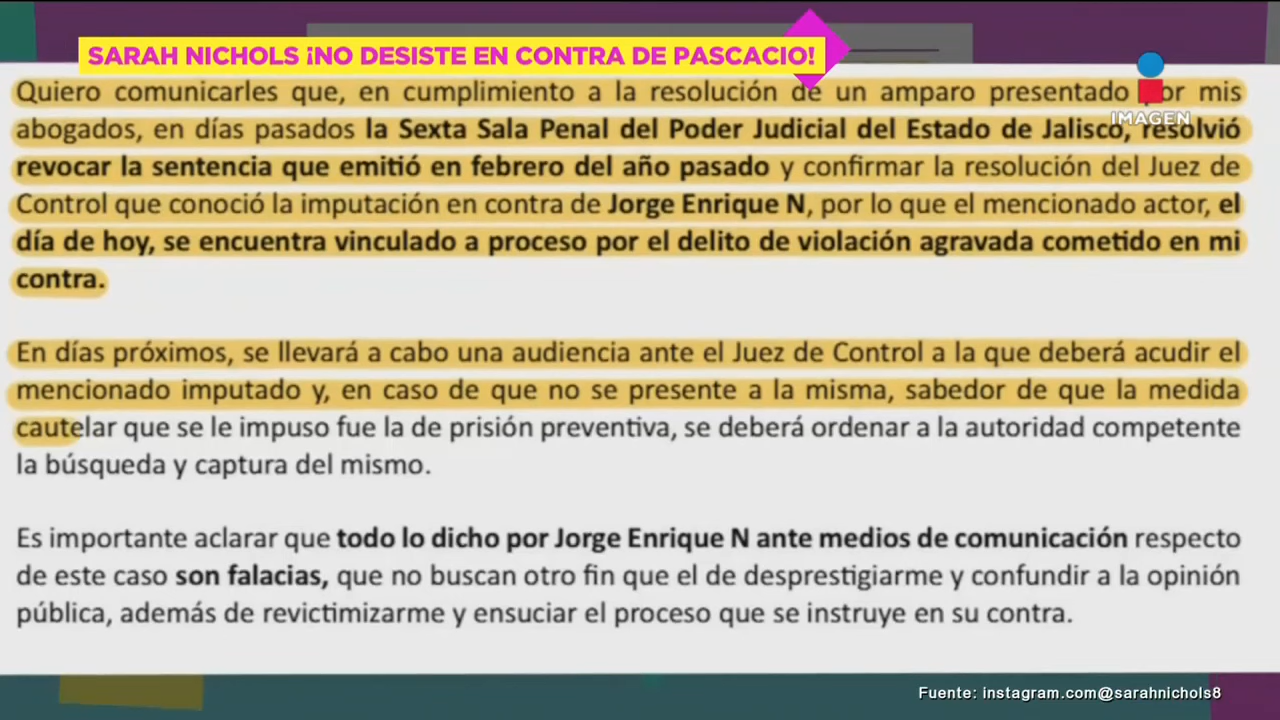 SARAH NICHOLS ¡NO DESISTE EN CONTRA DE PASCACIO!
IMAGEN
Quiero comunicarles que, en cumplimiento a la resolución de un amparo presentado por mis
abogados, en días pasados la Sexta Sala Penal del Poder Judicial del Estado de Jalisco, resolvió
revocar la sentencia que emitió en febrero del año pasado y confirmar la resolución del Juez de
Control que conoció la imputación en contra de Jorge Enrique N, por lo que el mencionado actor, el
día de hoy, se encuentra vinculado a proceso por el delito de violación agravada cometido en mi
contra.
En días próximos, se llevará a cabo una audiencia ante el Juez de Control a la que deberá acudir el
mencionado imputado y, en caso de que no se presente a la misma, sabedor de que la medida
cautelar que se le impuso fue la de prisión preventiva, se deberá ordenar a la autoridad competente
la búsqueda y captura del mismo.
Es importante aclarar que todo lo dicho por Jorge Enrique N ante medios de comunicación respecto
de este caso son falacias, que no buscan otro fin que el de desprestigiarme y confundir a la opinión
pública, además de revictimizarme y ensuciar el proceso que se instruye en su contra.
Fuente: instagram.com@sarahnichols8